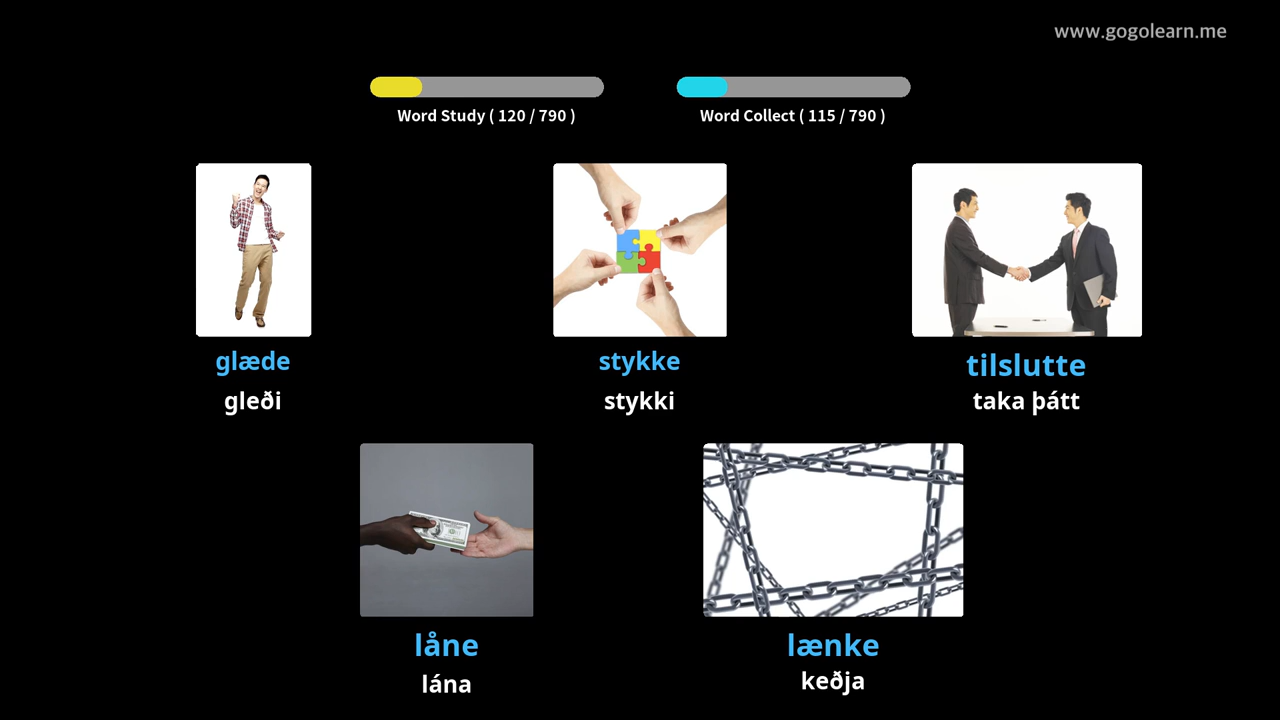 www.gogolearn.me
Word Study ( 120 / 790 )
Word Collect ( 115 / 790 )
glæde
gleði
stykke
stykki
tilslutte
taka þátt
låne
lána
lænke
keðja